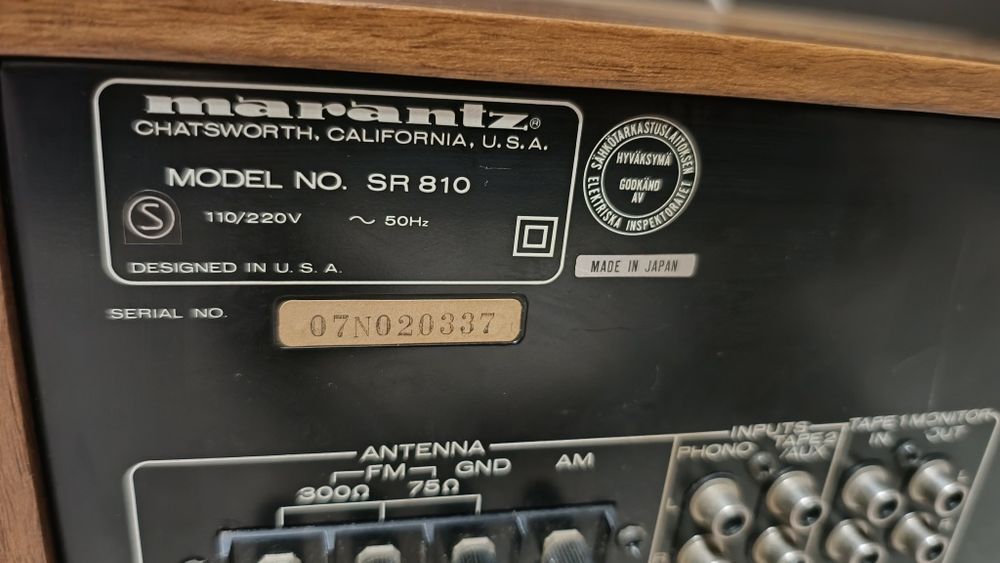 marantz®
CHATSWORTH, CALIFORNIA, U.S.A.
MODEL NO. SR 810
S 110/220V ~ 50Hz
DESIGNED IN U.S.A.
SÄHKÖTARKASTUSLAITOKSEN
HYVÄKSYMÄ
GODKÄND
AV
ELEKTRISKA INSPEKTORATET
MADE IN JAPAN
SERIAL NO. 07N020337
ANTENNA
FM GND AM
300Ω 75Ω
INPUTS
PHONO TAPE 2
/AUX
TAPE 1 MONITOR
IN OUT
L
L
R